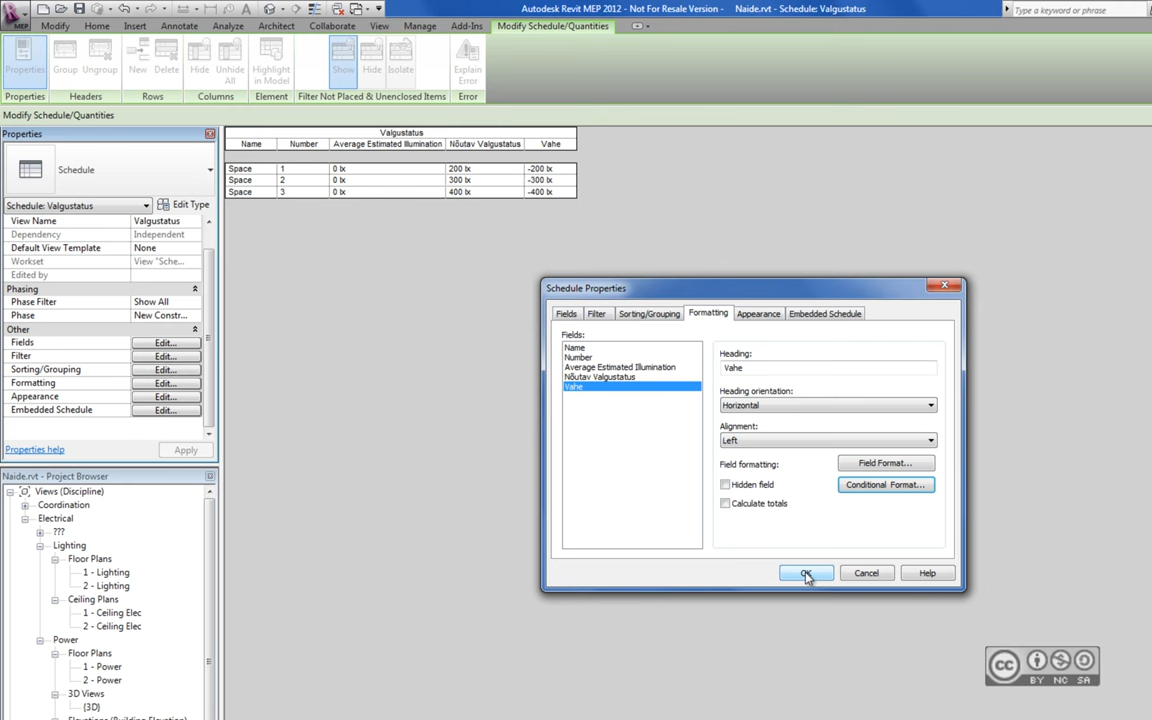 Autodesk Revit MEP 2012 - Not For Resale Version - Naide.rvt - Schedule: Valgustatus
Type a keyword or phrase
MEP
Modify Home Insert Annotate Analyze Architect Collaborate View Manage Add-Ins Modify Schedule/Quantities
Properties Group Ungroup New Delete Hide Unhide All Highlight in Model Show Hide Isolate Explain Error
Properties Headers Rows Columns Element Filter Not Placed & Unenclosed Items Error
Modify Schedule/Quantities
Properties
Schedule
Schedule: Valgustatus Edit Type
View Name Valgustatus
Dependency Independent
Default View Template None
Workset View "Sche...
Edited by
Phasing
Phase Filter Show All
Phase New Constr...
Other
Fields Edit...
Filter Edit...
Sorting/Grouping Edit...
Formatting Edit...
Appearance Edit...
Embedded Schedule Edit...
Properties help Apply
Naide.rvt - Project Browser
Views (Discipline)
Coordination
Electrical
???
Lighting
Floor Plans
1 - Lighting
2 - Lighting
Ceiling Plans
1 - Ceiling Elec
2 - Ceiling Elec
Power
Floor Plans
1 - Power
2 - Power
3D Views
{3D}
Elevations (Building Elevation)
Valgustatus
Name Number Average Estimated Illumination Nõutav Valgustatus Vahe
Space 1 0 lx 200 lx -200 lx
Space 2 0 lx 300 lx -300 lx
Space 3 0 lx 400 lx -400 lx
Schedule Properties
Fields Filter Sorting/Grouping Formatting Appearance Embedded Schedule
Fields:
Name
Number
Average Estimated Illumination
Nõutav Valgustatus
Vahe
Heading:
Vahe
Heading orientation:
Horizontal
Alignment:
Left
Field formatting: Field Format...
Hidden field Conditional Format...
Calculate totals
OK Cancel Help
cc
BY NC SA